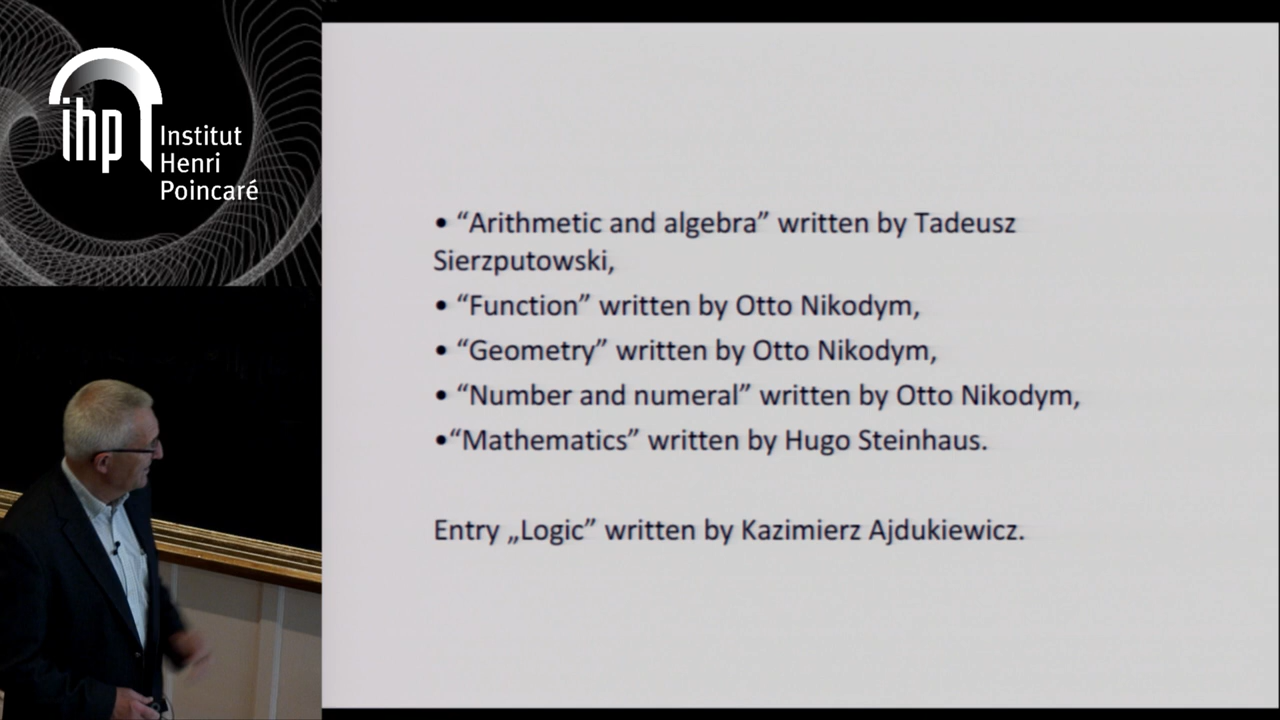 ihp
Institut
Henri
Poincaré
• “Arithmetic and algebra” written by Tadeusz
Sierzputowski,
• “Function” written by Otto Nikodym,
• “Geometry” written by Otto Nikodym,
• “Number and numeral” written by Otto Nikodym,
•“Mathematics” written by Hugo Steinhaus.
Entry „Logic” written by Kazimierz Ajdukiewicz.